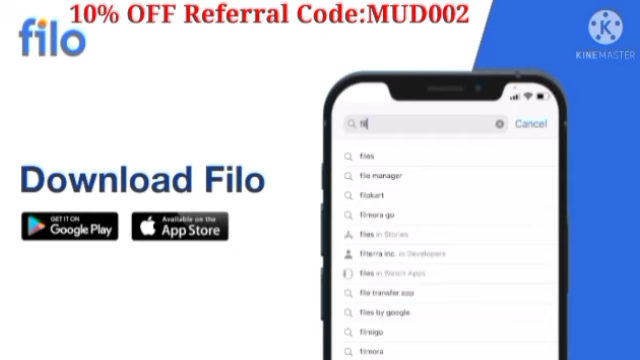 10% OFF Referral Code:MUD002
filo
KINEMASTER
fil
Cancel
files
file manager
flipkart
filmora go
files in Stories
filterra inc. in Developers
files in Watch Apps
file transfer app
files by google
filmigo
filmora
Download Filo
GET IT ON
Google Play
Available on the
App Store